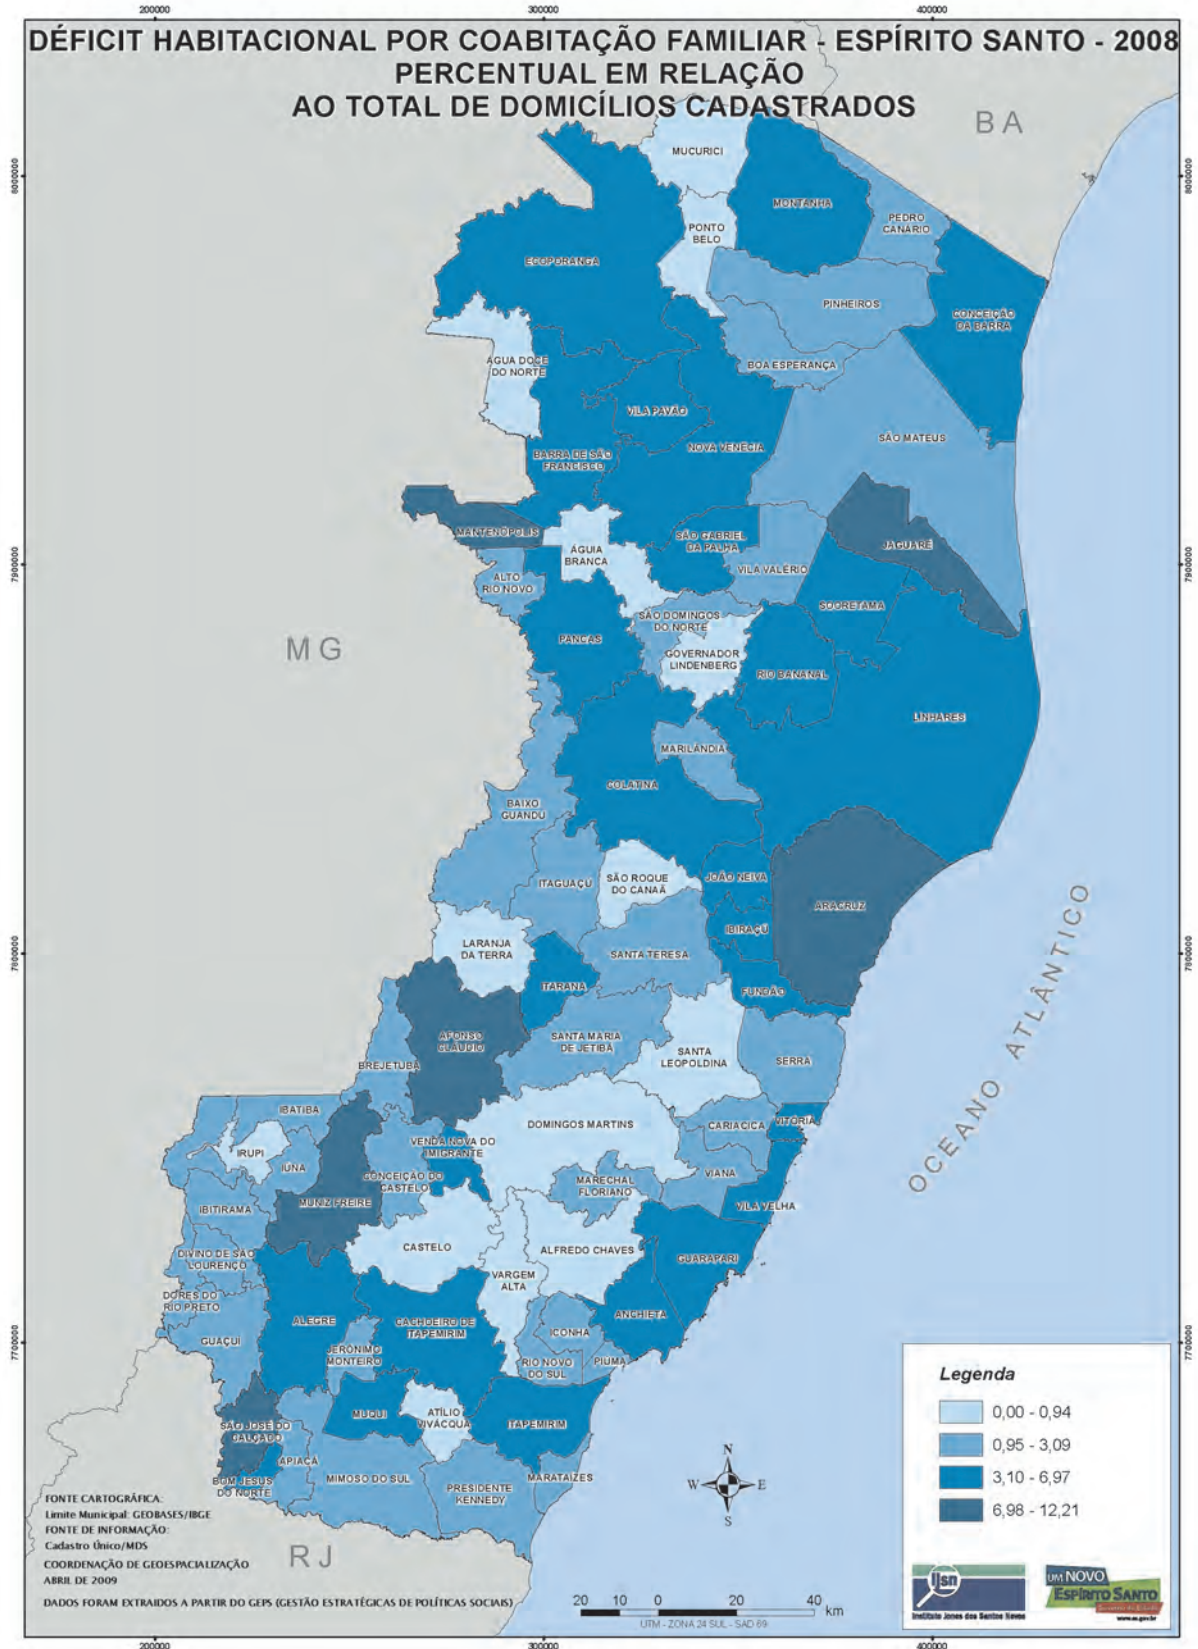 200000 300000 400000
DÉFICIT HABITACIONAL POR COABITAÇÃO FAMILIAR - ESPÍRITO SANTO - 2008
PERCENTUAL EM RELAÇÃO
AO TOTAL DE DOMICÍLIOS CADASTRADOS
BA
MUCURICI
8000000
8000000
MONTANHA
PEDRO
CANÁRIO
PONTO
BELO
ECOPORANGA
PINHEIROS
CONCEIÇÃO
DA BARRA
ÁGUA DOCE
DO NORTE
BOA ESPERANÇA
VILA PAVÃO
SÃO MATEUS
NOVA VENÉCIA
BARRA DE SÃO
FRANCISCO
MANTENÓPOLIS
SÃO GABRIEL
DA PALHA
JAGUARÉ
ÁGUIA
BRANCA
7900000
7900000
VILA VALÉRIO
ALTO
RIO NOVO
SOORETAMA
SÃO DOMINGOS
DO NORTE
PANCAS
MG
GOVERNADOR
LINDENBERG
RIO BANANAL
LINHARES
MARILÂNDIA
COLATINA
BAIXO
GUANDU
ITAGUAÇU
SÃO ROQUE
DO CANAÃ
JOÃO NEIVA
ARACRUZ
IBIRAÇU
LARANJA
DA TERRA
SANTA TERESA
7800000
7800000
ITARANA
FUNDÃO
OCEANO ATLÂNTICO
AFONSO
CLÁUDIO
SANTA MARIA
DE JETIBÁ
SANTA
LEOPOLDINA
SERRA
BREJETUBA
IBATIBA
DOMINGOS MARTINS
CARIACICA
VITÓRIA
VENDA NOVA DO
IMIGRANTE
IRUPI
IÚNA
CONCEIÇÃO DO
CASTELO
MARECHAL
FLORIANO
VIANA
MUNIZ FREIRE
IBITIRAMA
VILA VELHA
DIVINO DE SÃO
LOURENÇO
CASTELO
ALFREDO CHAVES
GUARAPARI
VARGEM
ALTA
DORES DO
RIO PRETO
ALEGRE
CACHOEIRO DE
ITAPEMIRIM
ANCHIETA
GUAÇUÍ
ICONHA
7700000
7700000
JERÔNIMO
MONTEIRO
RIO NOVO
DO SUL
PIÚMA
Legenda
0,00 - 0,94
0,95 - 3,09
3,10 - 6,97
6,98 - 12,21
MUQUI
ATÍLIO
VIVÁCQUA
ITAPEMIRIM
SÃO JOSÉ DO
CALÇADO
APIACÁ
MIMOSO DO SUL
PRESIDENTE
KENNEDY
MARATAÍZES
BOM JESUS
DO NORTE
N
W E
S
FONTE CARTOGRÁFICA:
Limite Municipal: GEOBASES/IBGE
FONTE DE INFORMAÇÃO:
Cadastro Único/MDS
COORDENAÇÃO DE GEOESPACIALIZAÇÃO
ABRIL DE 2009
DADOS FORAM EXTRAIDOS A PARTIR DO GEPS (GESTÃO ESTRATÉGICAS DE POLÍTICAS SOCIAIS)
RJ
20 10 0 20 40 km
UTM - ZONA 24 SUL - SAD 69
ijsn
Instituto Jones dos Santos Neves
UM NOVO
ESPÍRITO SANTO
www.es.gov.br
200000 300000 400000